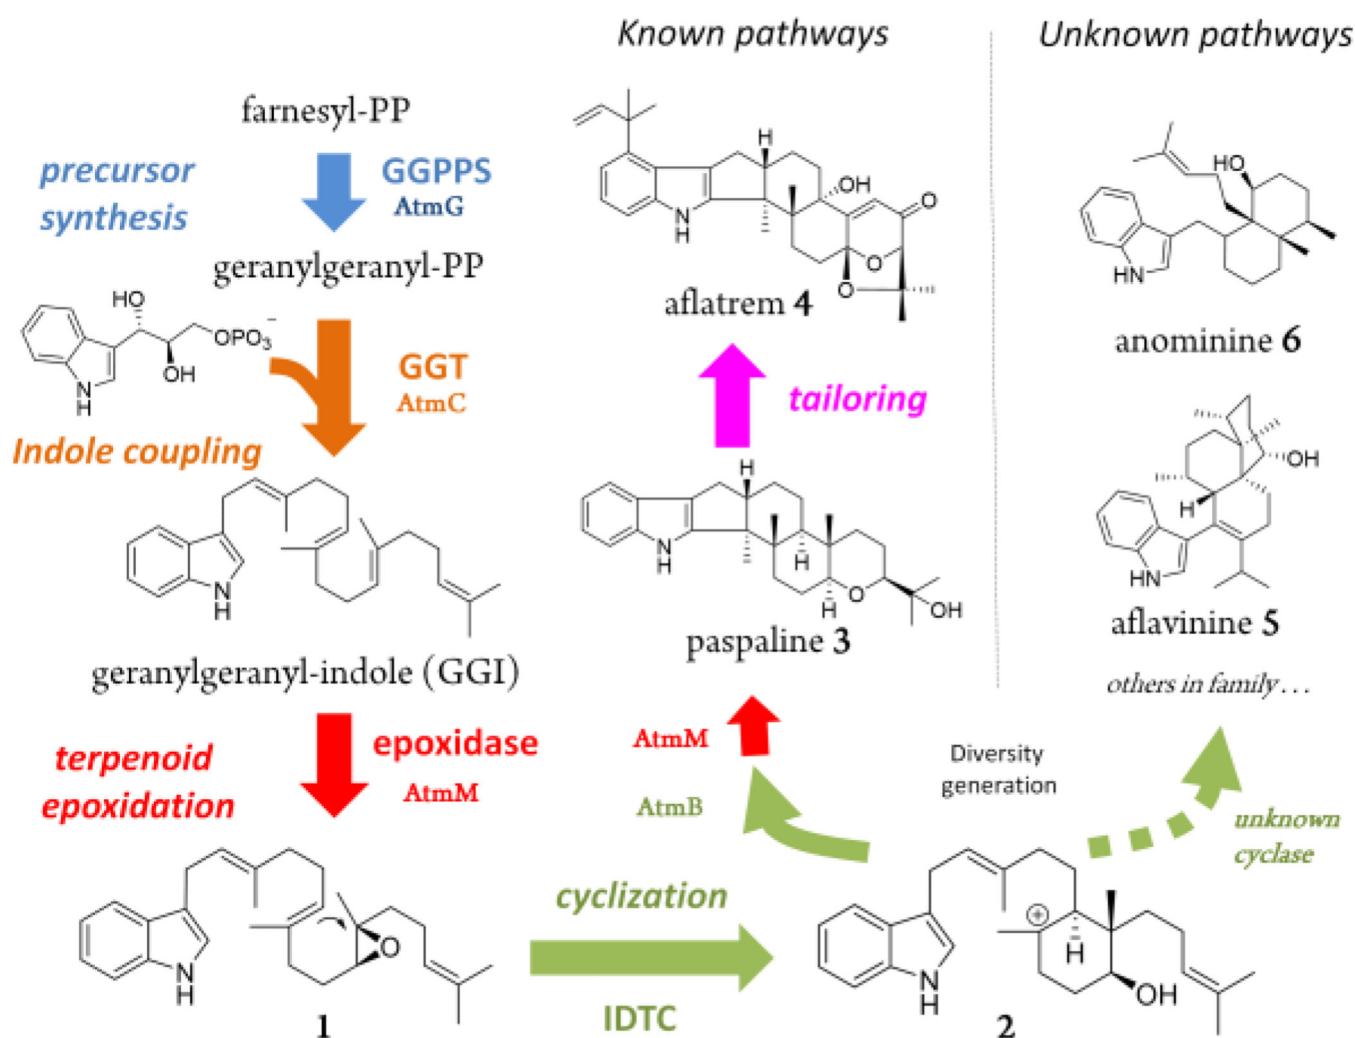 Known pathways
Unknown pathways
farnesyl-PP
precursor
synthesis
GGPPS
AtmG
geranylgeranyl-PP
HO
OPO3−
OH
N
H
GGT
AtmC
Indole coupling
N
H
geranylgeranyl-indole (GGI)
terpenoid
epoxidation
epoxidase
AtmM
O
N
H
1
cyclization
IDTC
H
OH
O
O
O
N
H
aflatrem 4
tailoring
H
N
H
H
H
O
OH
paspaline 3
AtmM
AtmB
HO
HN
anominine 6
OH
H
HN
aflavinine 5
others in family...
Diversity
generation
unknown
cyclase
+
H
OH
N
H
2